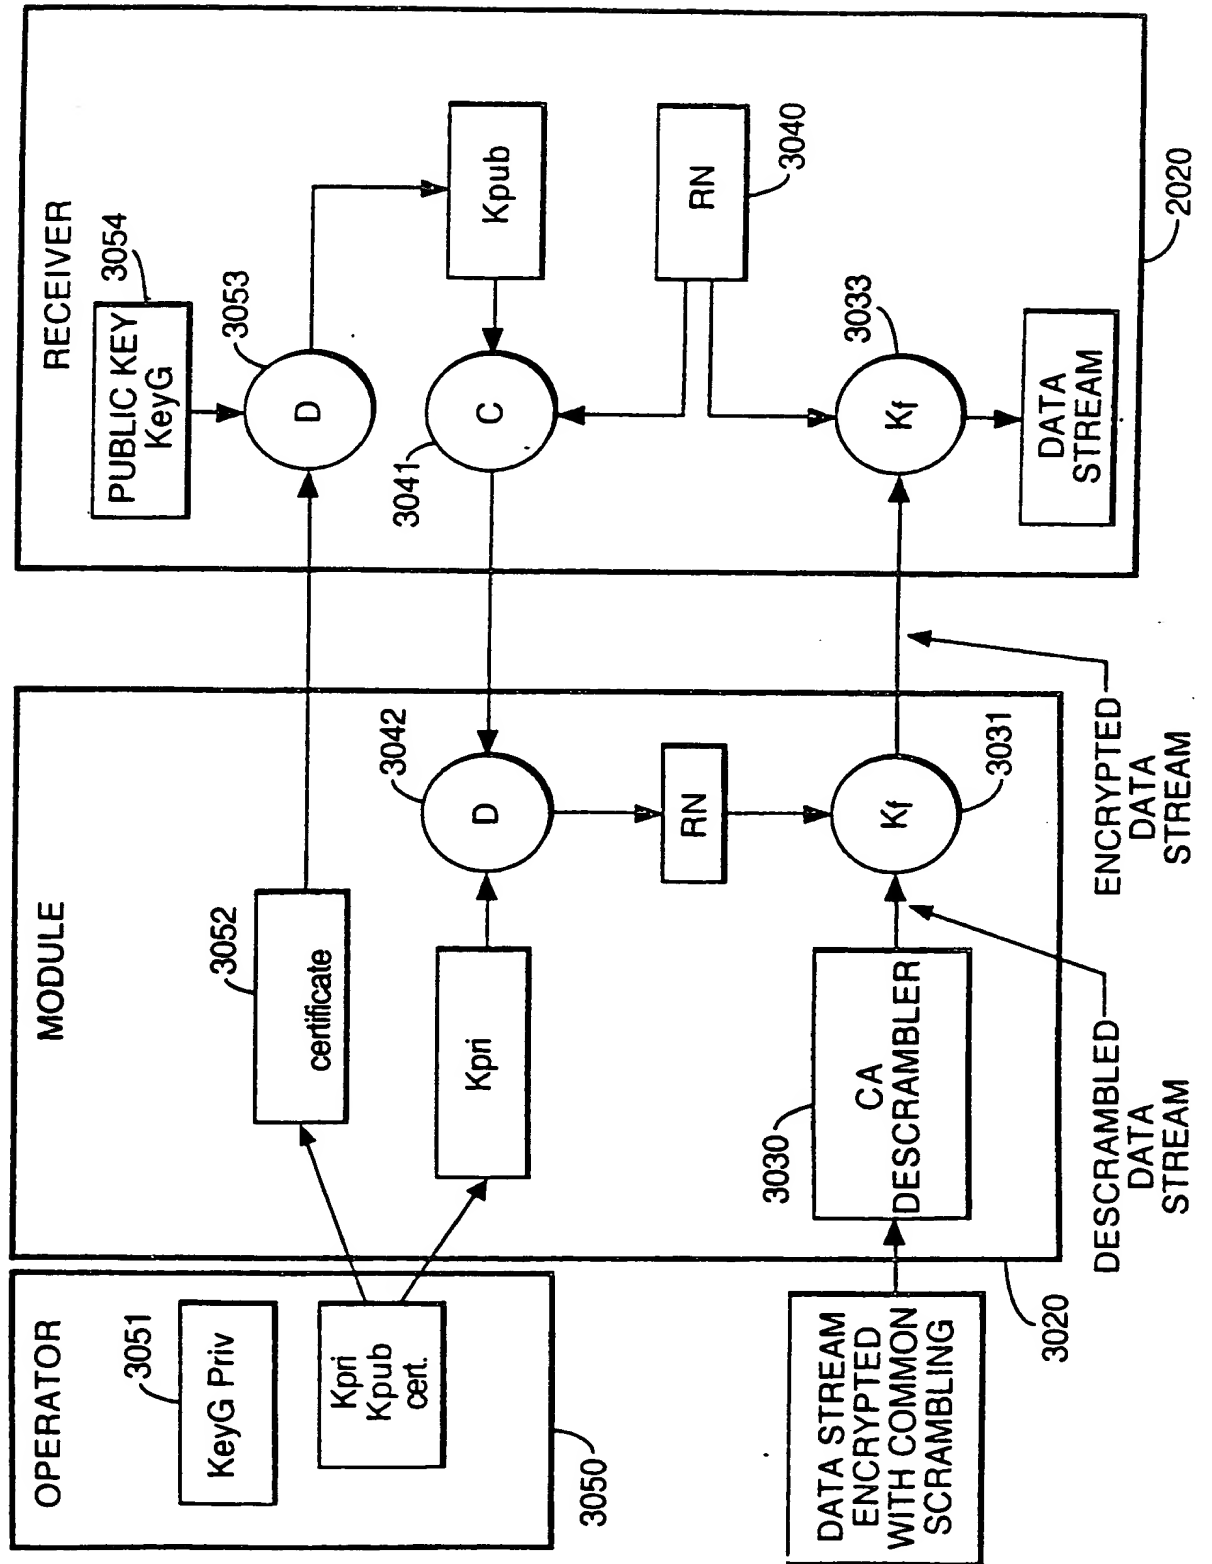 OPERATOR
3051
KeyG Priv
Kpri
Kpub
cert.
3050
DATA STREAM
ENCRYPTED
WITH COMMON
SCRAMBLING
MODULE
3052
certificate
Kpri
3042
D
RN
3030
CA
DESCRAMBLER
Kf
3031
3020
DESCRAMBLED
DATA
STREAM
ENCRYPTED
DATA
STREAM
RECEIVER
PUBLIC KEY
KeyG
3054
3053
D
Kpub
3041
C
RN
3040
3033
Kf
DATA
STREAM
2020